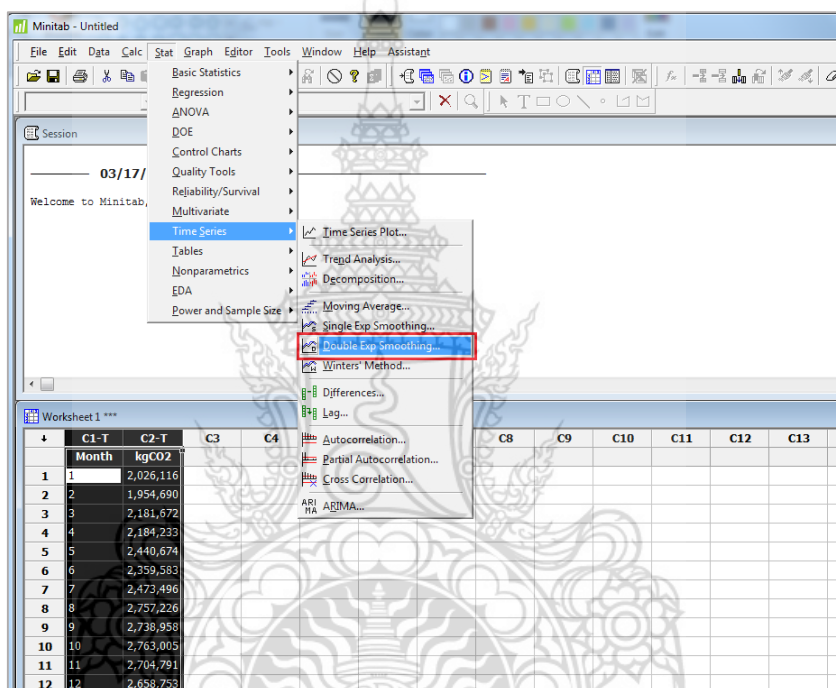 Minitab - Untitled
File Edit Data Calc Stat Graph Editor Tools Window Help Assistant
Basic Statistics
Regression
ANOVA
DOE
Control Charts
Quality Tools
Reliability/Survival
Multivariate
Time Series
Tables
Nonparametrics
EDA
Power and Sample Size
Time Series Plot...
Trend Analysis...
Decomposition...
Moving Average...
Single Exp Smoothing...
Double Exp Smoothing...
Winters' Method...
Differences...
Lag...
Autocorrelation...
Partial Autocorrelation...
Cross Correlation...
ARIMA...
Session
03/17/
Welcome to Minitab,
Worksheet 1 ***
C1-T C2-T C3 C4 C8 C9 C10 C11 C12 C13
Month kgCO2
1 1 2,026,116
2 2 1,954,690
3 3 2,181,672
4 4 2,184,233
5 5 2,440,674
6 6 2,359,583
7 7 2,473,496
8 8 2,757,226
9 9 2,738,958
10 10 2,763,005
11 11 2,704,791
12 12 2,658,753